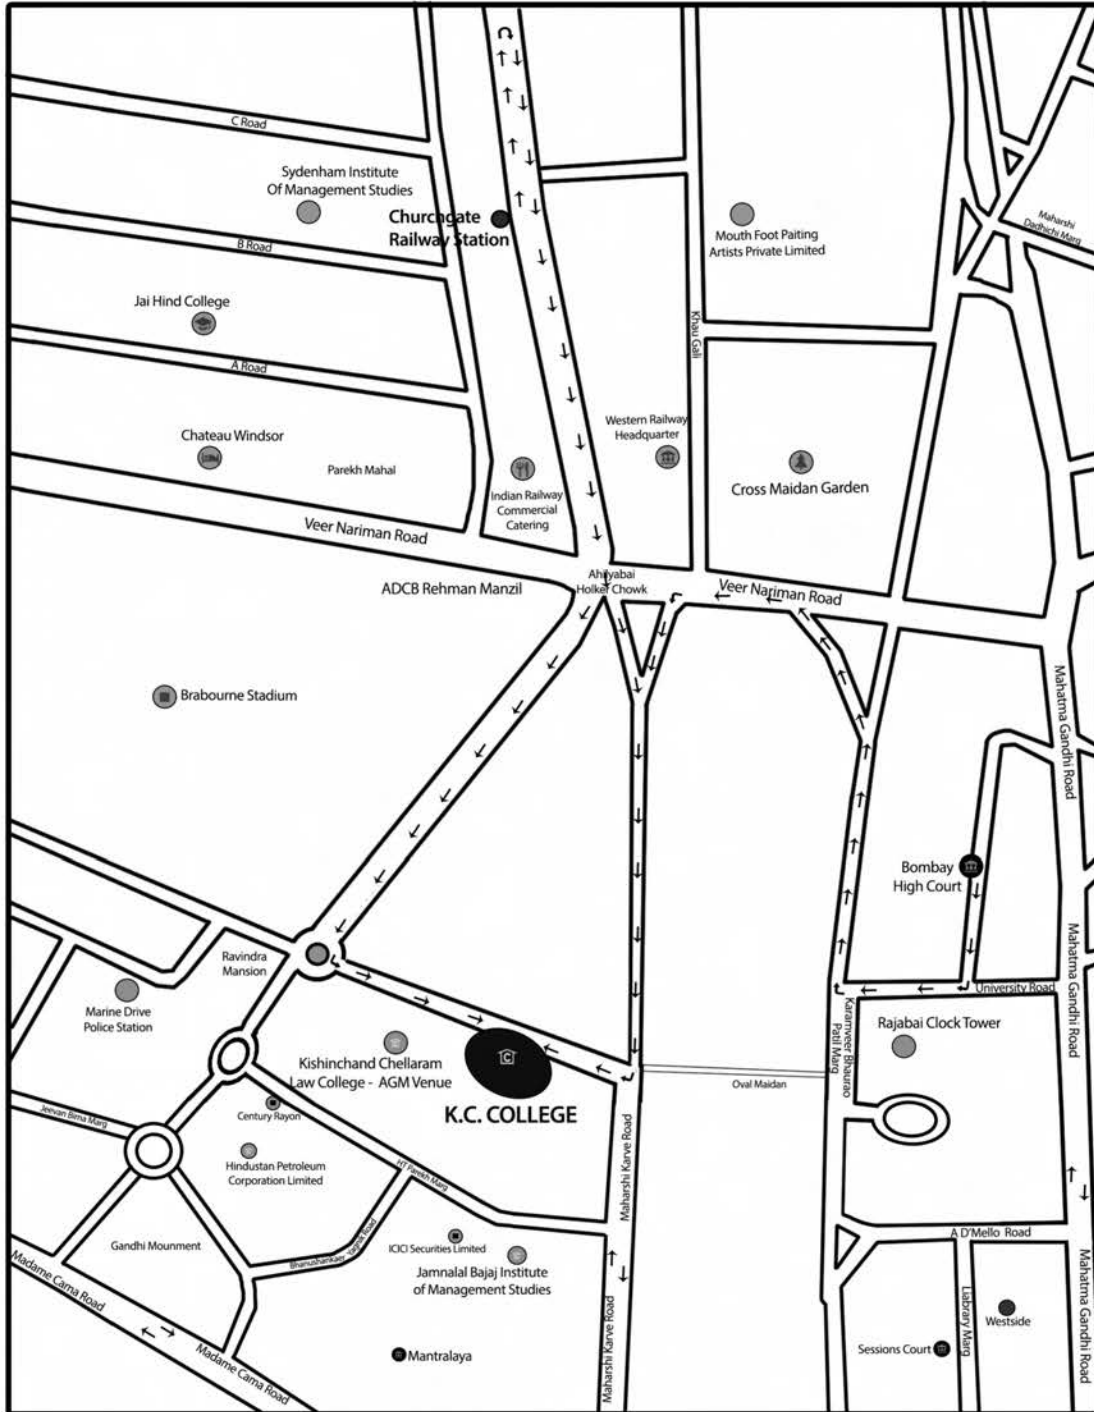 C Road
Sydenham Institute
Of Management Studies
Churchgate
Railway Station
B Road
Mouth Foot Paiting
Artists Private Limited
Maharshi
Dadhichi Marg
Jai Hind College
Khau Gali
A Road
Chateau Windsor
Parekh Mahal
Western Railway
Headquarter
Indian Railway
Commercial
Catering
Cross Maidan Garden
Veer Nariman Road
ADCB Rehman Manzil
Ahilyabai
Holker Chowk
Veer Nariman Road
Brabourne Stadium
Mahatma Gandhi Road
Bombay
High Court
Ravindra
Mansion
Mahatma Gandhi Road
University Road
Marine Drive
Police Station
Karamveer Bhaurao
Patil Marg
Rajabai Clock Tower
Kishinchand Chellaram
Law College - AGM Venue
C
K.C. COLLEGE
Oval Maidan
Century Rayon
Jeevan Bima Marg
Hindustan Petroleum
Corporation Limited
HT Parekh Marg
Maharshi Karve Road
Gandhi Mounment
Bhanushankaer Yagnik Road
ICICI Securities Limited
Jamnalal Bajaj Institute
of Management Studies
A D'Mello Road
Madame Cama Road
Maharshi Karve Road
Mantralaya
Madame Cama Road
Sessions Court
Liabrary Marg
Westside
Mahatma Gandhi Road